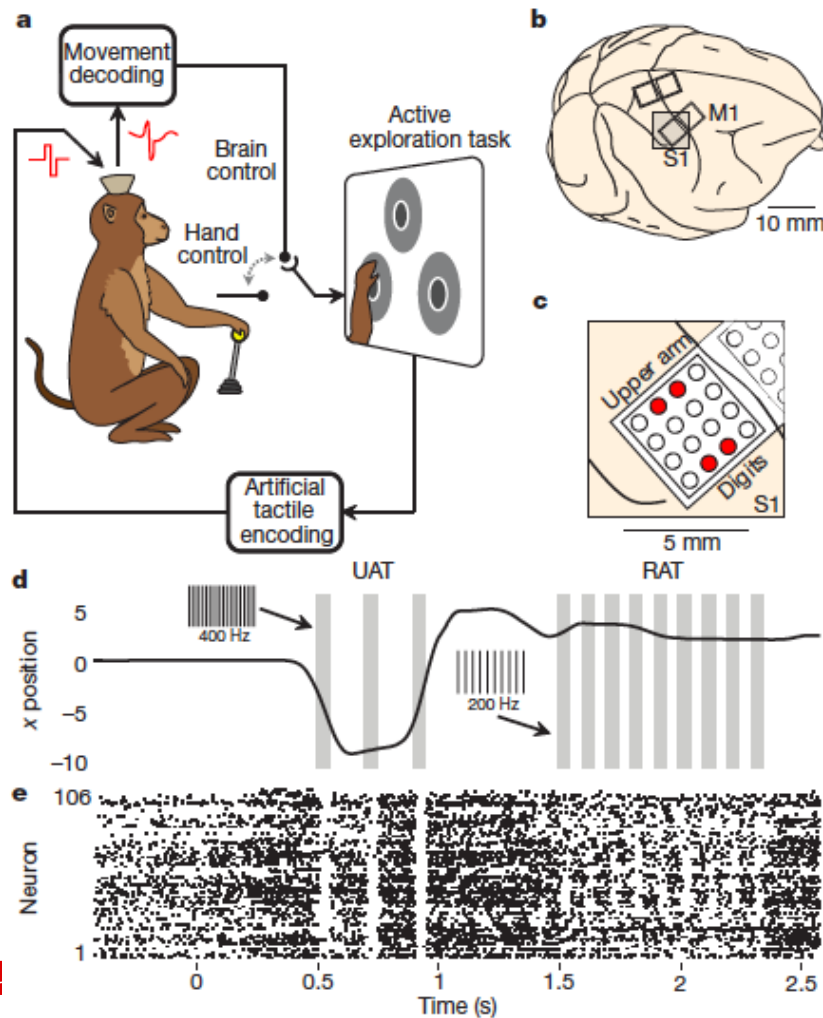 a
Movement
decoding
Brain
control
Hand
control
Active
exploration task
Artificial
tactile
encoding
b
M1
S1
10 mm
c
Upper arm
Digits
S1
5 mm
d
UAT
RAT
400 Hz
200 Hz
x position
5
0
−5
−10
e
106
Neuron
1
0 0.5 1 1.5 2 2.5
Time (s)